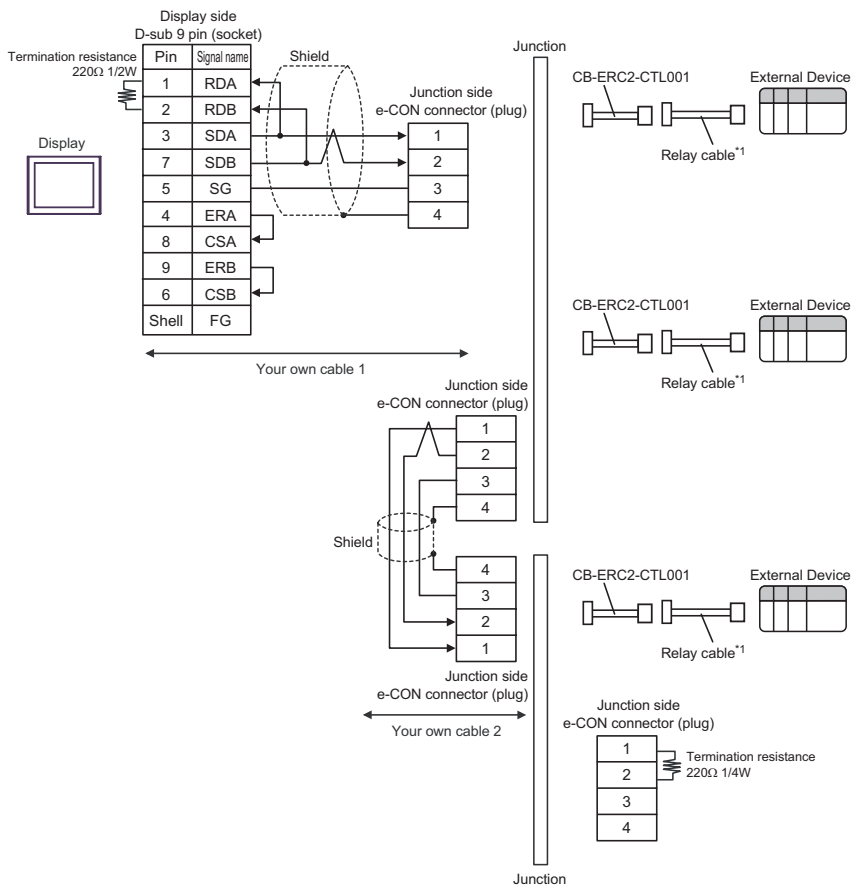 Display side
D-sub 9 pin (socket)
Termination resistance
220Ω 1/2W
Pin Signal name
1 RDA
2 RDB
3 SDA
7 SDB
5 SG
4 ERA
8 CSA
9 ERB
6 CSB
Shell FG
Display
Shield
Junction side
e-CON connector (plug)
1
2
3
4
Your own cable 1
Junction
CB-ERC2-CTL001
External Device
Relay cable*1
CB-ERC2-CTL001
External Device
Relay cable*1
Junction side
e-CON connector (plug)
1
2
3
4
Shield
4
3
2
1
Junction side
e-CON connector (plug)
Your own cable 2
CB-ERC2-CTL001
External Device
Relay cable*1
Junction side
e-CON connector (plug)
1
2
3
4
Termination resistance
220Ω 1/4W
Junction